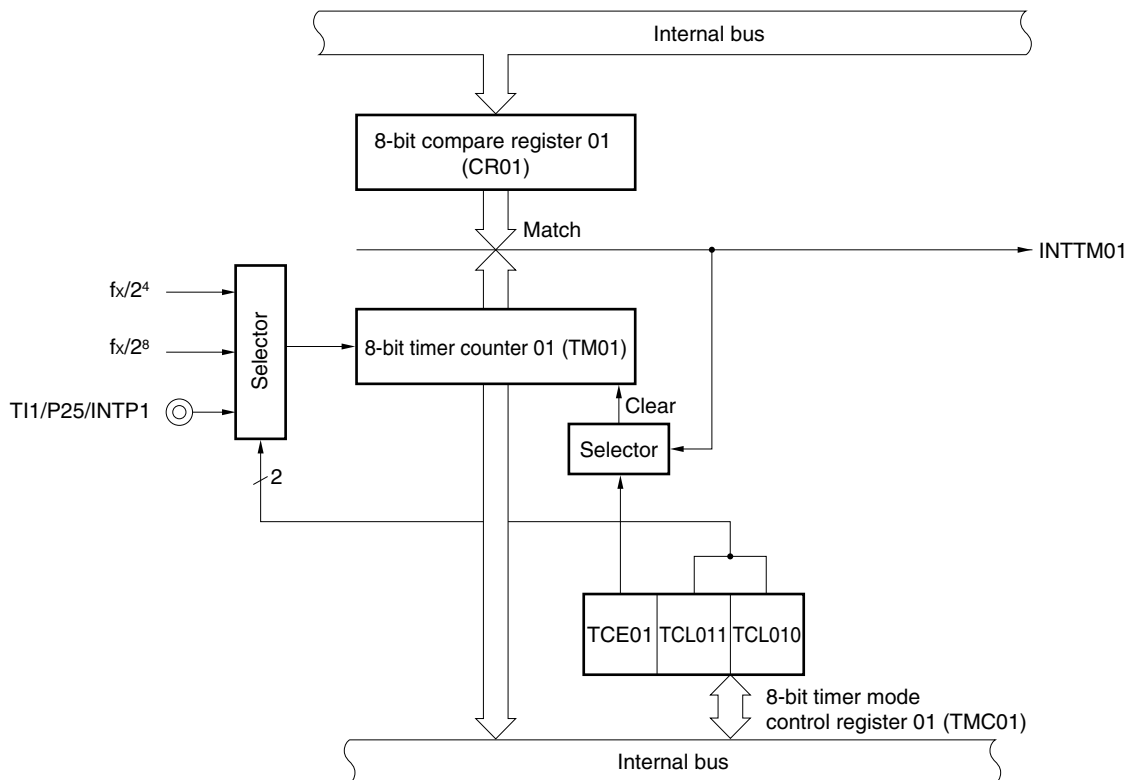 Internal bus
8-bit compare register 01
(CR01)
Match
INTTM01
fx/2⁴
fx/2⁸
TI1/P25/INTP1
Selector
8-bit timer counter 01 (TM01)
Clear
Selector
2
TCE01 TCL011 TCL010
8-bit timer mode
control register 01 (TMC01)
Internal bus